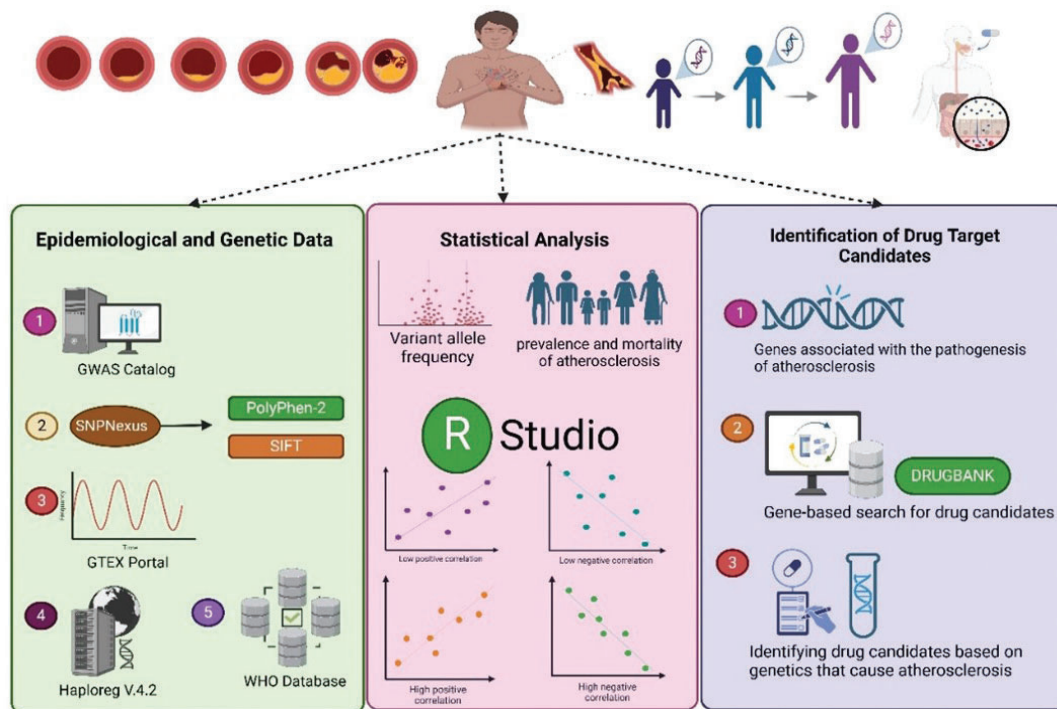 Epidemiological and Genetic Data
1
GWAS Catalog
2
SNPNexus
PolyPhen-2
SIFT
3
Frequency
Time
GTEX Portal
4
Haploreg V.4.2
5
WHO Database
Statistical Analysis
Variant allele
frequency
prevalence and mortality
of atherosclerosis
R Studio
Low positive correlation
Low negative correlation
High positive
correlation
High negative
correlation
Identification of Drug Target
Candidates
1
Genes associated with the pathogenesis
of atherosclerosis
2
DRUGBANK
Gene-based search for drug candidates
3
Identifying drug candidates based on
genetics that cause atherosclerosis